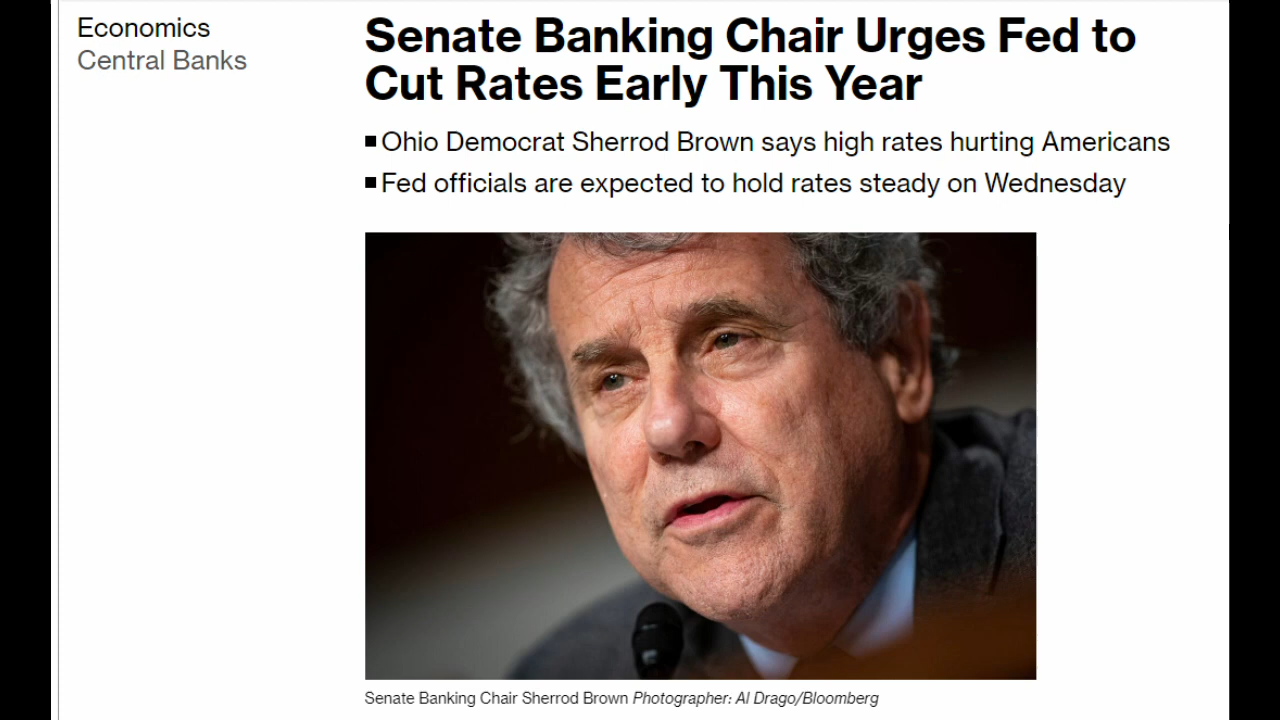 Economics
Central Banks
Senate Banking Chair Urges Fed to
Cut Rates Early This Year
Ohio Democrat Sherrod Brown says high rates hurting Americans
Fed officials are expected to hold rates steady on Wednesday
Senate Banking Chair Sherrod Brown Photographer: Al Drago/Bloomberg